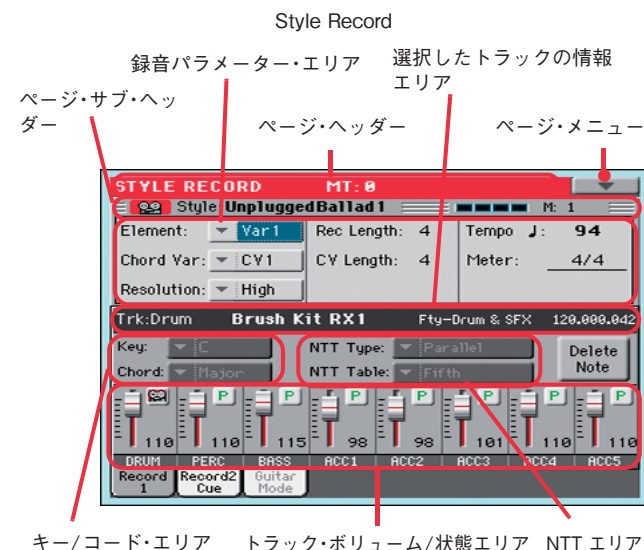 Style Record
録音パラメーター・エリア
選択したトラックの情報
エリア
ページ・サブ・ヘッ
ダー
ページ・ヘッダー
ページ・メニュー
STYLE RECORD MT: 0
Style UnpluggedBallad1 M: 1
Element: Var1 Rec Length: 4 Tempo ♩: 94
Chord Var: CV1 CV Length: 4 Meter: 4/4
Resolution: High
Trk:Drum Brush Kit RX1 Fty-Drum & SFX 120.000.042
Key: C NTT Type: Parallel Delete
Chord: Major NTT Table: Fifth Note
P P P P P P P
110 110 115 98 98 101 110 110
DRUM PERC BASS ACC1 ACC2 ACC3 ACC4 ACC5
Record Record2 Guitar
1 Cue Mode
キー/コード・エリア トラック・ボリューム/状態エリア NTT エリア